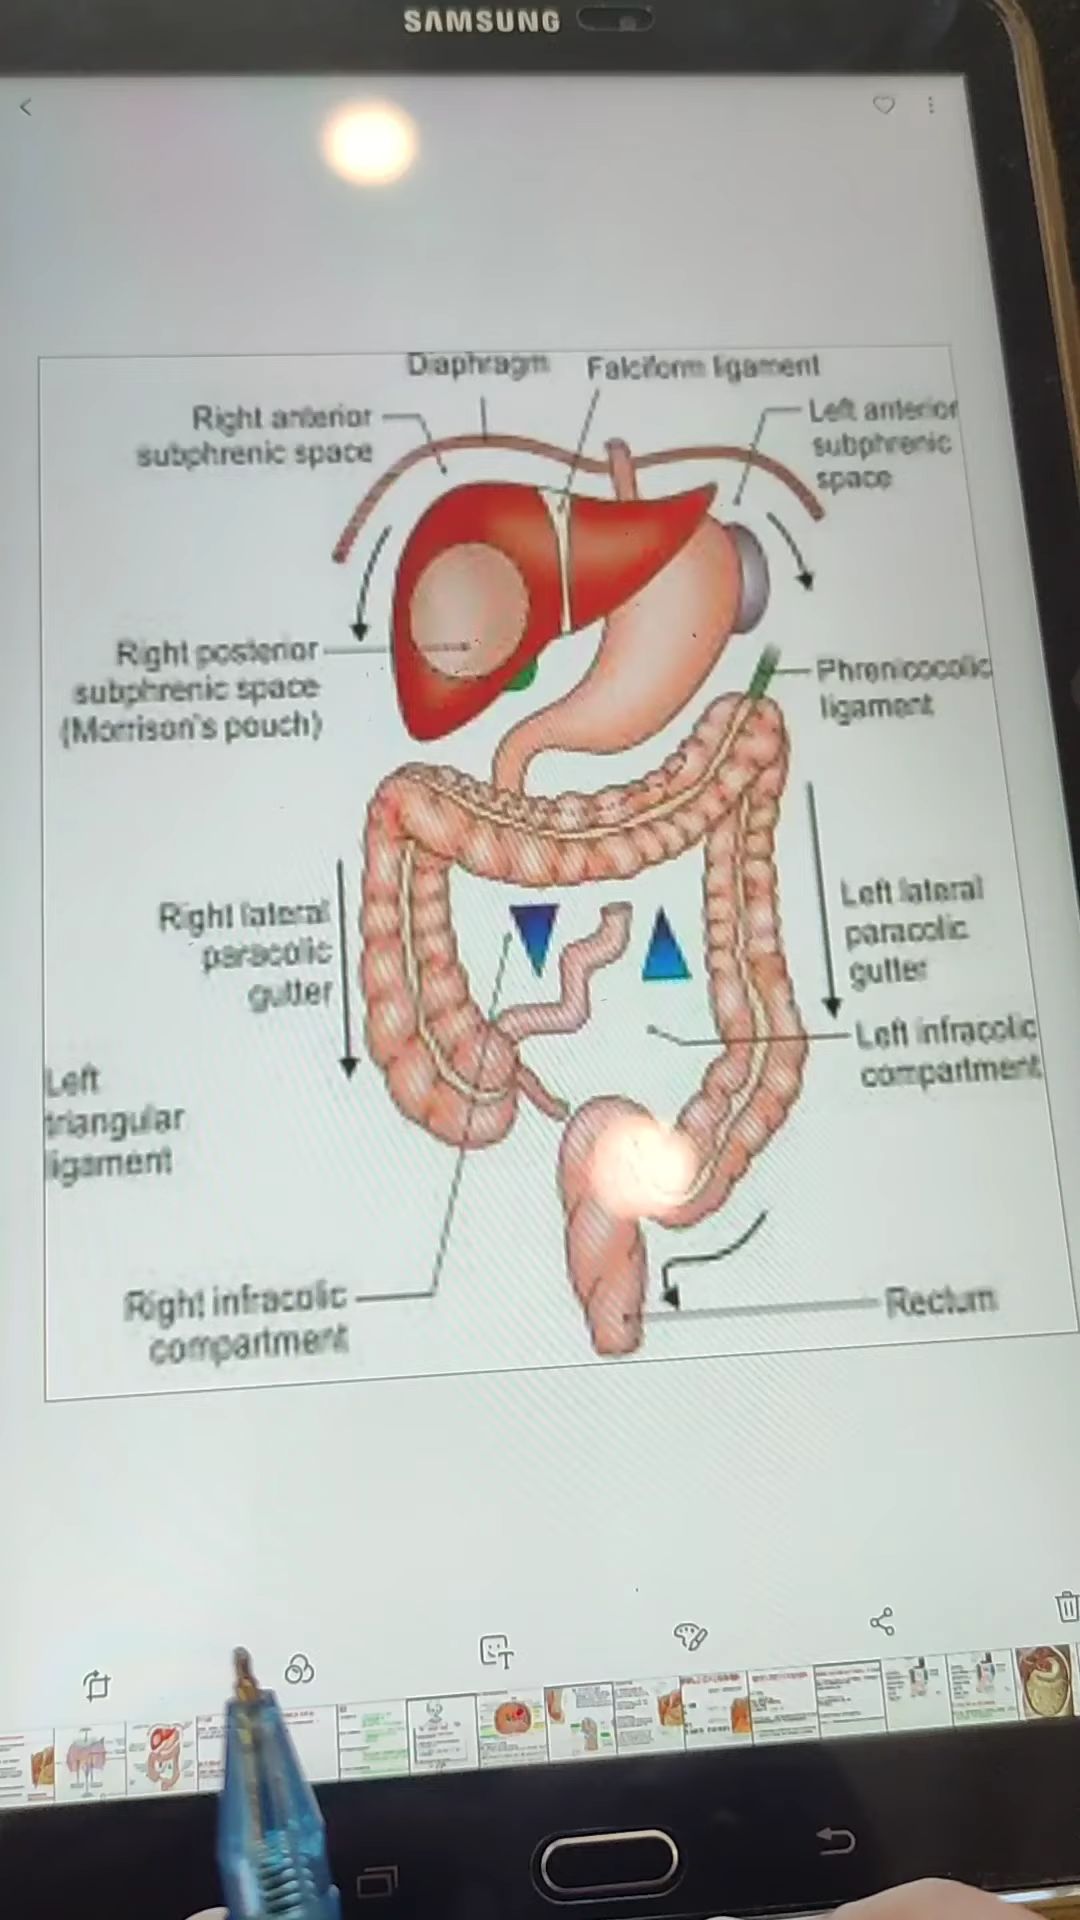 SAMSUNG
Diaphragm
Falciform ligament
Right anterior
subphrenic space
Left anterior
subphrenic
space
Right posterior
subphrenic space
(Morrison's pouch)
Phrenicocolic
ligament
Right lateral
paracolic
gutter
Left lateral
paracolic
gutter
Left infracolic
compartment
Left
triangular
ligament
Right infracolic
compartment
Rectum